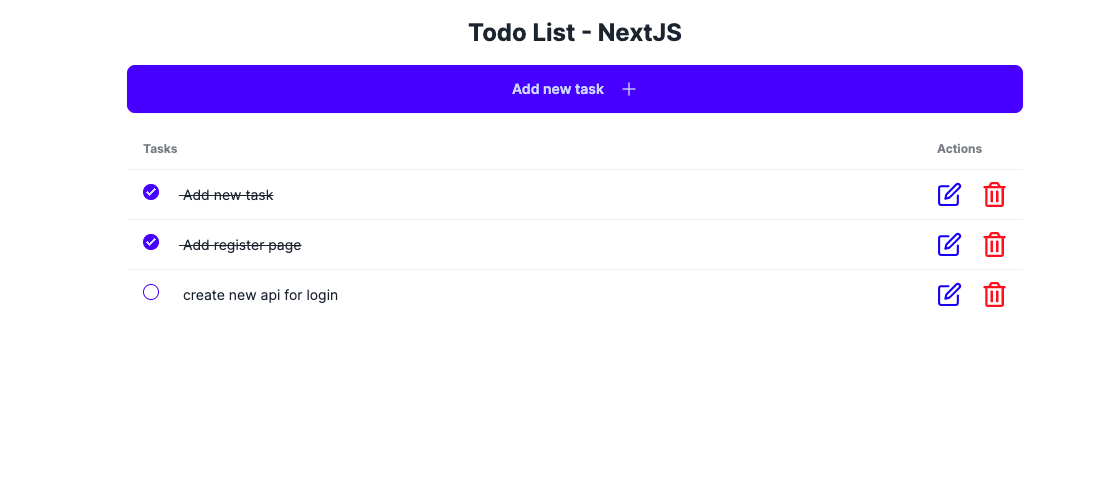 Todo List - NextJS
Add new task
Tasks Actions
Add new task
Add register page
create new api for login